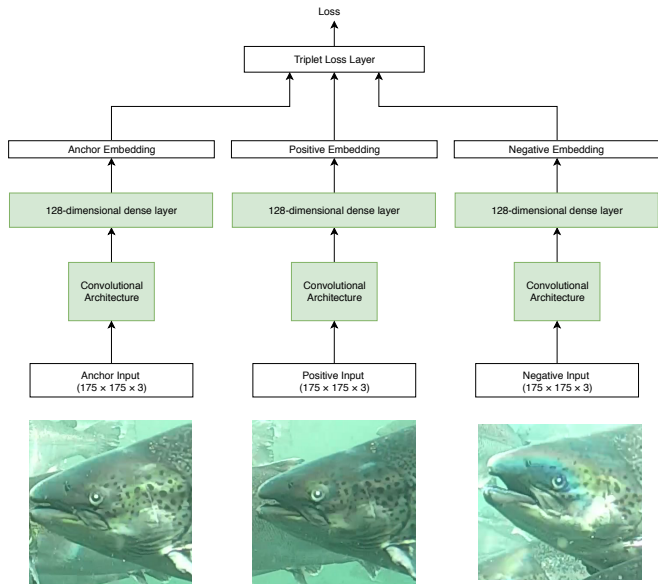 Loss
Triplet Loss Layer
Anchor Embedding
Positive Embedding
Negative Embedding
128-dimensional dense layer
128-dimensional dense layer
128-dimensional dense layer
Convolutional
Architecture
Convolutional
Architecture
Convolutional
Architecture
Anchor Input
(175 × 175 × 3)
Positive Input
(175 × 175 × 3)
Negative Input
(175 × 175 × 3)